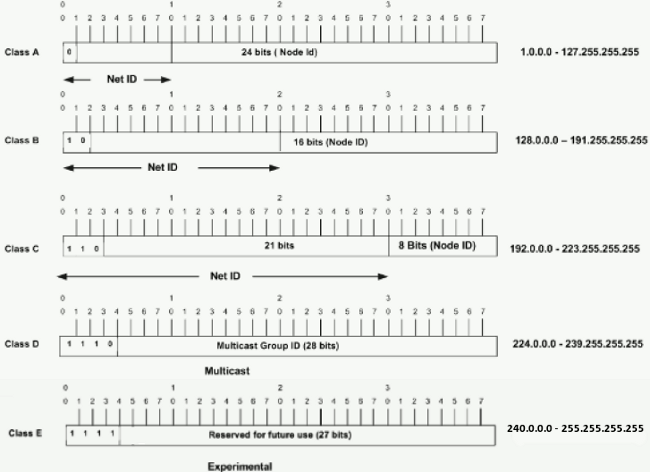 0 1 2 3
0 1 2 3 4 5 6 7 0 1 2 3 4 5 6 7 0 1 2 3 4 5 6 7 0 1 2 3 4 5 6 7
Class A 0 24 bits ( Node Id) 1.0.0.0 - 127.255.255.255
Net ID
0 1 2 3
0 1 2 3 4 5 6 7 0 1 2 3 4 5 6 7 0 1 2 3 4 5 6 7 0 1 2 3 4 5 6 7
Class B 1 0 16 bits (Node ID) 128.0.0.0 – 191.255.255.255
Net ID
0 1 2 3
0 1 2 3 4 5 6 7 0 1 2 3 4 5 6 7 0 1 2 3 4 5 6 7 0 1 2 3 4 5 6 7
Class C 1 1 0 21 bits 8 Bits (Node ID) 192.0.0.0 - 223.255.255.255
Net ID
0 1 2 3
0 1 2 3 4 5 6 7 0 1 2 3 4 5 6 7 0 1 2 3 4 5 6 7 0 1 2 3 4 5 6 7
Class D 1 1 1 0 Multicast Group ID (28 bits) 224.0.0.0 - 239.255.255.255
Multicast
0 1 2 3
0 1 2 3 4 5 6 7 0 1 2 3 4 5 6 7 0 1 2 3 4 5 6 7 0 1 2 3 4 5 6 7
Class E 1 1 1 1 Reserved for future use (27 bits) 240.0.0.0 - 255.255.255.255
Experimental